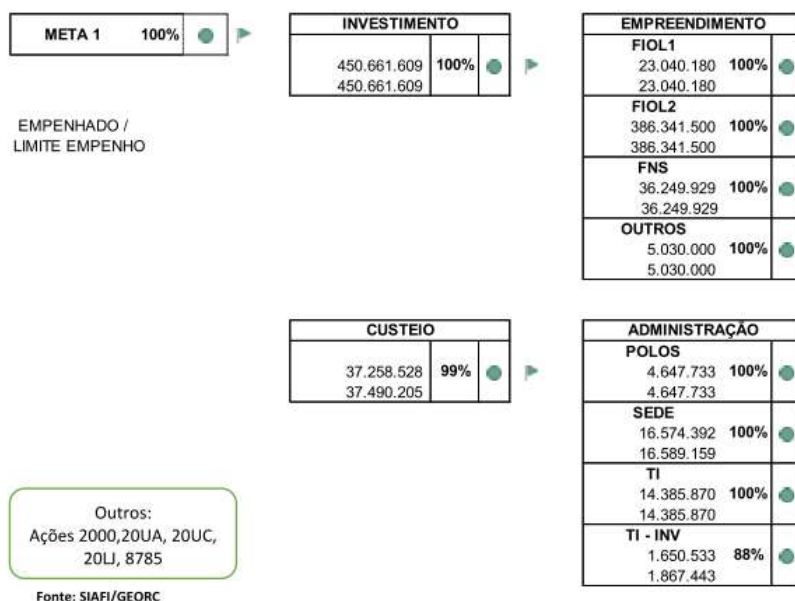 META 1 100%
EMPENHADO /
LIMITE EMPENHO
INVESTIMENTO
450.661.609 100%
450.661.609
EMPREENDIMENTO
FIOL1
23.040.180 100%
23.040.180
FIOL2
386.341.500 100%
386.341.500
FNS
36.249.929 100%
36.249.929
OUTROS
5.030.000 100%
5.030.000
CUSTEIO
37.258.528 99%
37.490.205
ADMINISTRAÇÃO
POLOS
4.647.733 100%
4.647.733
SEDE
16.574.392 100%
16.589.159
TI
14.385.870 100%
14.385.870
TI - INV
1.650.533 88%
1.867.443
Outros:
Ações 2000,20UA, 20UC,
20LJ, 8785
Fonte: SIAFI/GEORC